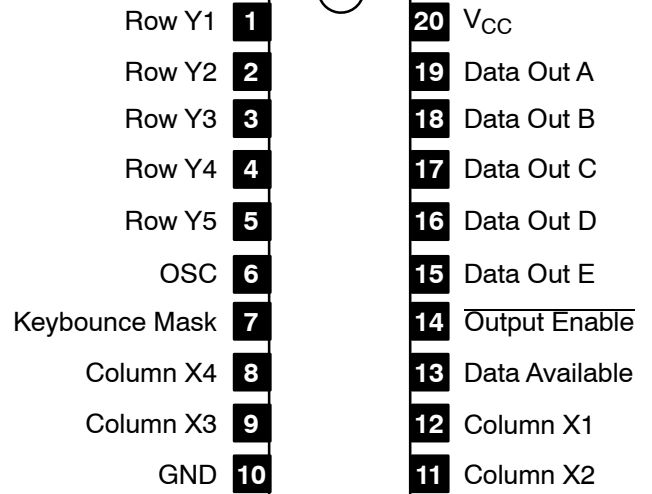 Row Y1 1 20 VCC
Row Y2 2 19 Data Out A
Row Y3 3 18 Data Out B
Row Y4 4 17 Data Out C
Row Y5 5 16 Data Out D
OSC 6 15 Data Out E
Keybounce Mask 7 14 Output Enable
Column X4 8 13 Data Available
Column X3 9 12 Column X1
GND 10 11 Column X2